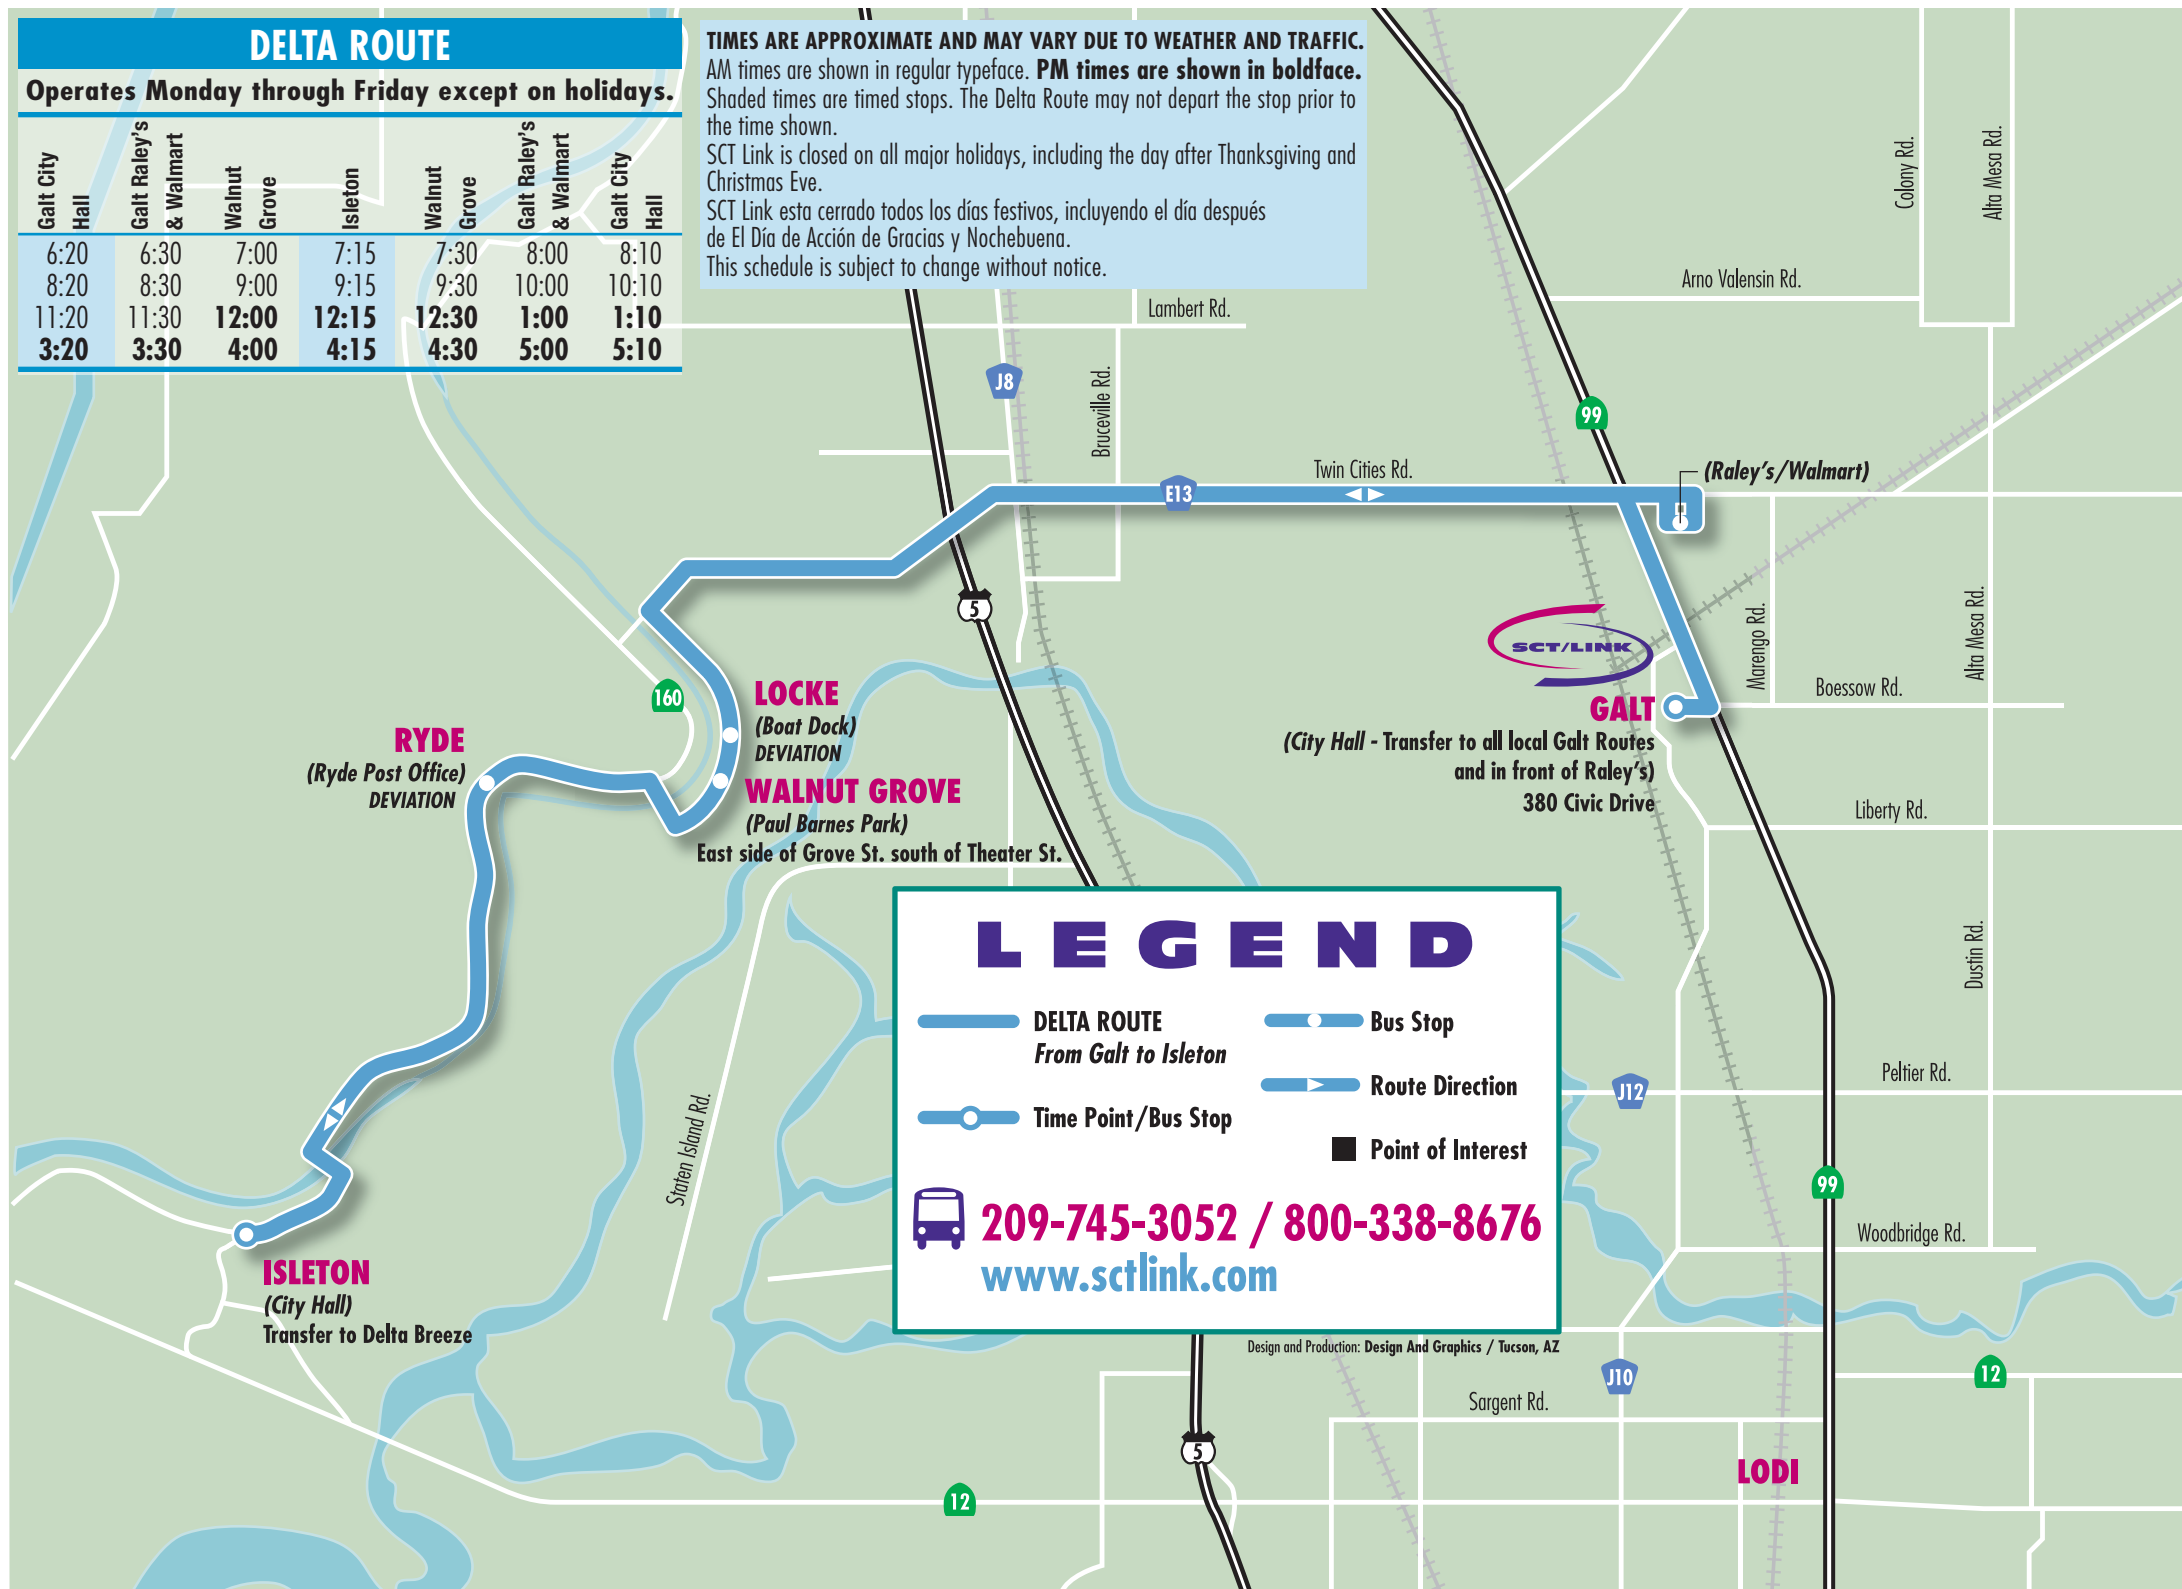 DELTA ROUTE
Operates Monday through Friday except on holidays.
Galt City Hall
Galt Raley's & Walmart
Walnut Grove
Isleton
Walnut Grove
Galt Raley's & Walmart
Galt City Hall
6:20 6:30 7:00 7:15 7:30 8:00 8:10
8:20 8:30 9:00 9:15 9:30 10:00 10:10
11:20 11:30 12:00 12:15 12:30 1:00 1:10
3:20 3:30 4:00 4:15 4:30 5:00 5:10
TIMES ARE APPROXIMATE AND MAY VARY DUE TO WEATHER AND TRAFFIC.
AM times are shown in regular typeface. PM times are shown in boldface.
Shaded times are timed stops. The Delta Route may not depart the stop prior to
the time shown.
SCT Link is closed on all major holidays, including the day after Thanksgiving and
Christmas Eve.
SCT Link esta cerrado todos los días festivos, incluyendo el día después
de El Día de Acción de Gracias y Nochebuena.
This schedule is subject to change without notice.
Colony Rd.
Alta Mesa Rd.
Arno Valensin Rd.
Lambert Rd.
J8
Bruceville Rd.
99
Twin Cities Rd.
(Raley's/Walmart)
E13
5
SCT/LINK
Marengo Rd.
Alta Mesa Rd.
Boessow Rd.
160
LOCKE
(Boat Dock)
DEVIATION
GALT
(City Hall - Transfer to all local Galt Routes
and in front of Raley's)
380 Civic Drive
RYDE
(Ryde Post Office)
DEVIATION
WALNUT GROVE
(Paul Barnes Park)
East side of Grove St. south of Theater St.
Liberty Rd.
Dustin Rd.
LEGEND
DELTA ROUTE
From Galt to Isleton
Time Point/Bus Stop
Bus Stop
Route Direction
Point of Interest
209-745-3052 / 800-338-8676
www.sctlink.com
Peltier Rd.
J12
Staten Island Rd.
99
Woodbridge Rd.
ISLETON
(City Hall)
Transfer to Delta Breeze
Design and Production: Design And Graphics / Tucson, AZ
J10
12
Sargent Rd.
5
LODI
12